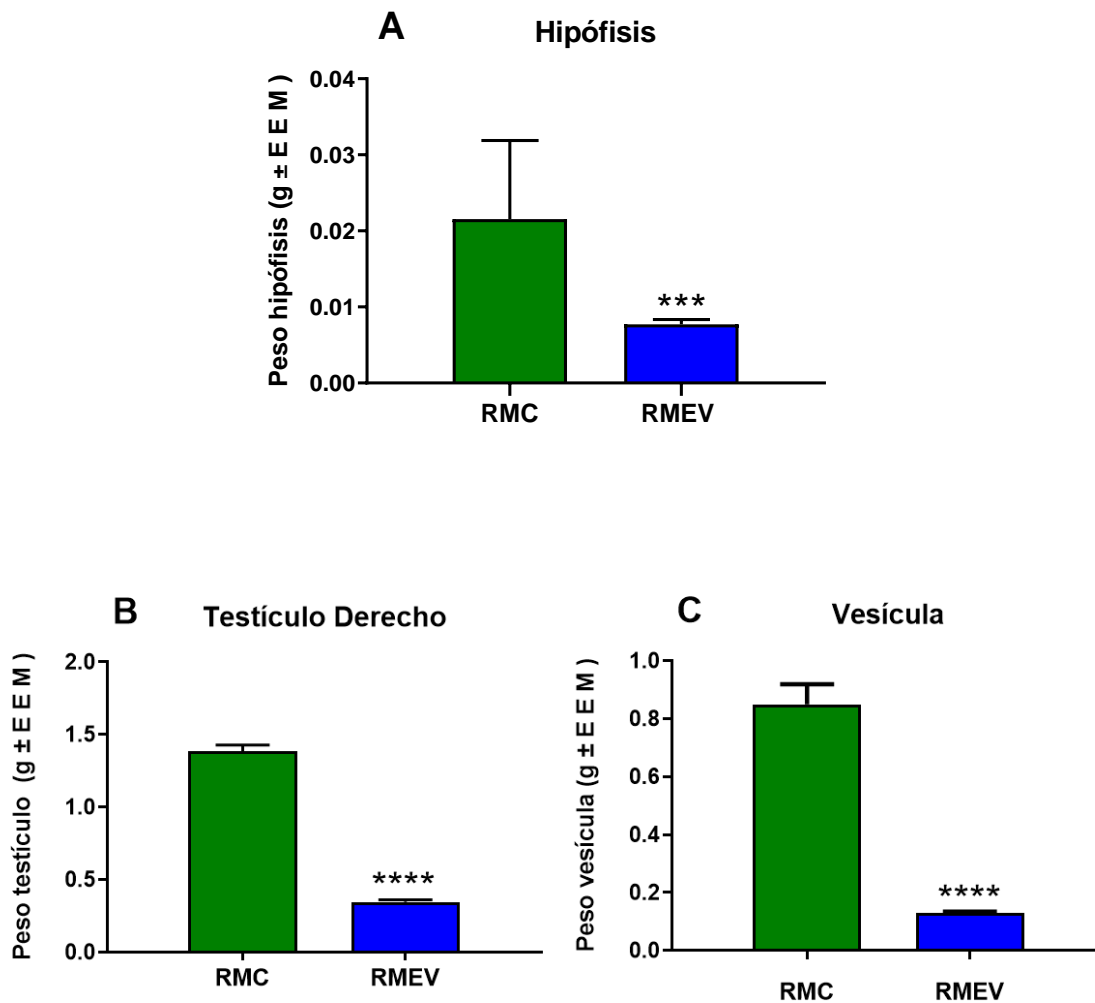 A
Hipófisis
Peso hipófisis (g ± E E M )
0.04
0.03
0.02
0.01
0.00
***
RMC
RMEV
B
Testículo Derecho
Peso testículo (g ± E E M )
2.0
1.5
1.0
0.5
0.0
****
RMC
RMEV
C
Vesícula
Peso vesícula (g ± E E M )
1.0
0.8
0.6
0.4
0.2
0.0
****
RMC
RMEV